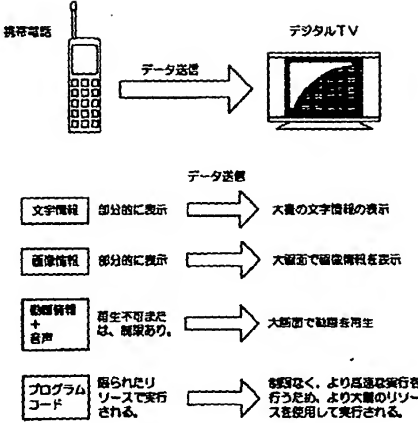 携帯電話
デジタルTV
データ送信
データ送信
文字情報 部分的に表示 大量の文字情報の表示
画像情報 部分的に表示 大画面で画像情報を表示
動画情報
+
音声
再生不可また
は、制限あり。
大画面で動画を再生
プログラム
コード
限られたリ
ソースで実行
される。
制限なく、より高速な実行を
行うため、より大量のリソー
スを使用して実行される。